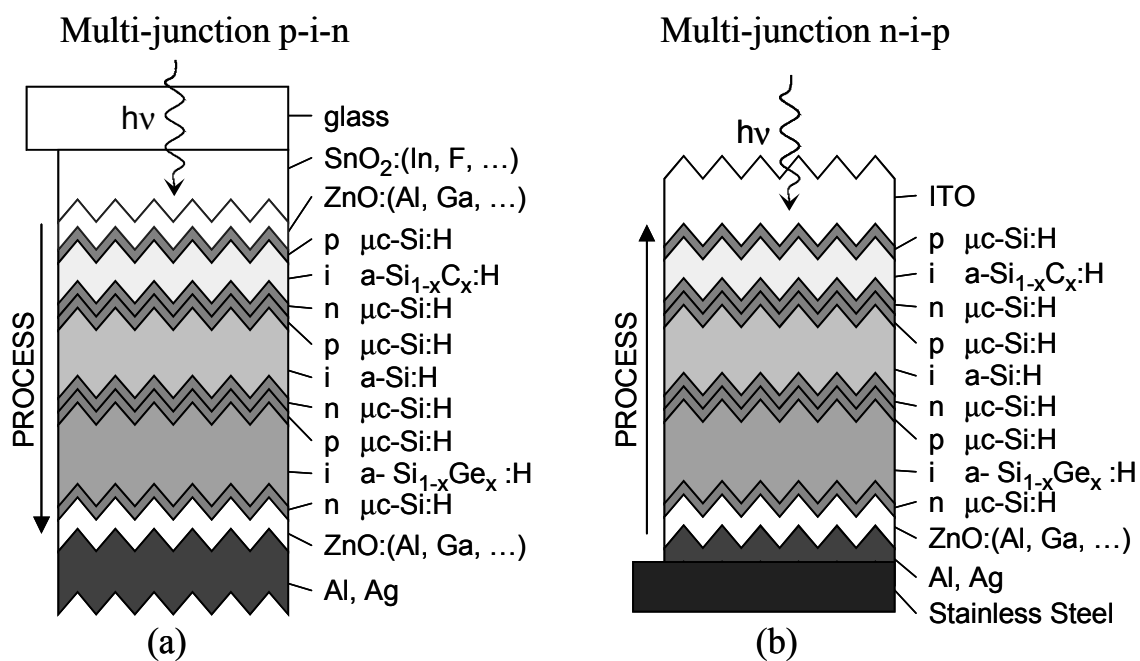 Multi-junction p-i-n
hν
glass
SnO₂:(In, F, …)
ZnO:(Al, Ga, …)
p μc-Si:H
i a-Si₁₋ₓCₓ:H
n μc-Si:H
p μc-Si:H
i a-Si:H
n μc-Si:H
p μc-Si:H
i a- Si₁₋ₓGeₓ :H
n μc-Si:H
ZnO:(Al, Ga, …)
Al, Ag
PROCESS
(a)
Multi-junction n-i-p
hν
ITO
p μc-Si:H
i a-Si₁₋ₓCₓ:H
n μc-Si:H
p μc-Si:H
i a-Si:H
n μc-Si:H
p μc-Si:H
i a- Si₁₋ₓGeₓ :H
n μc-Si:H
ZnO:(Al, Ga, …)
Al, Ag
Stainless Steel
PROCESS
(b)